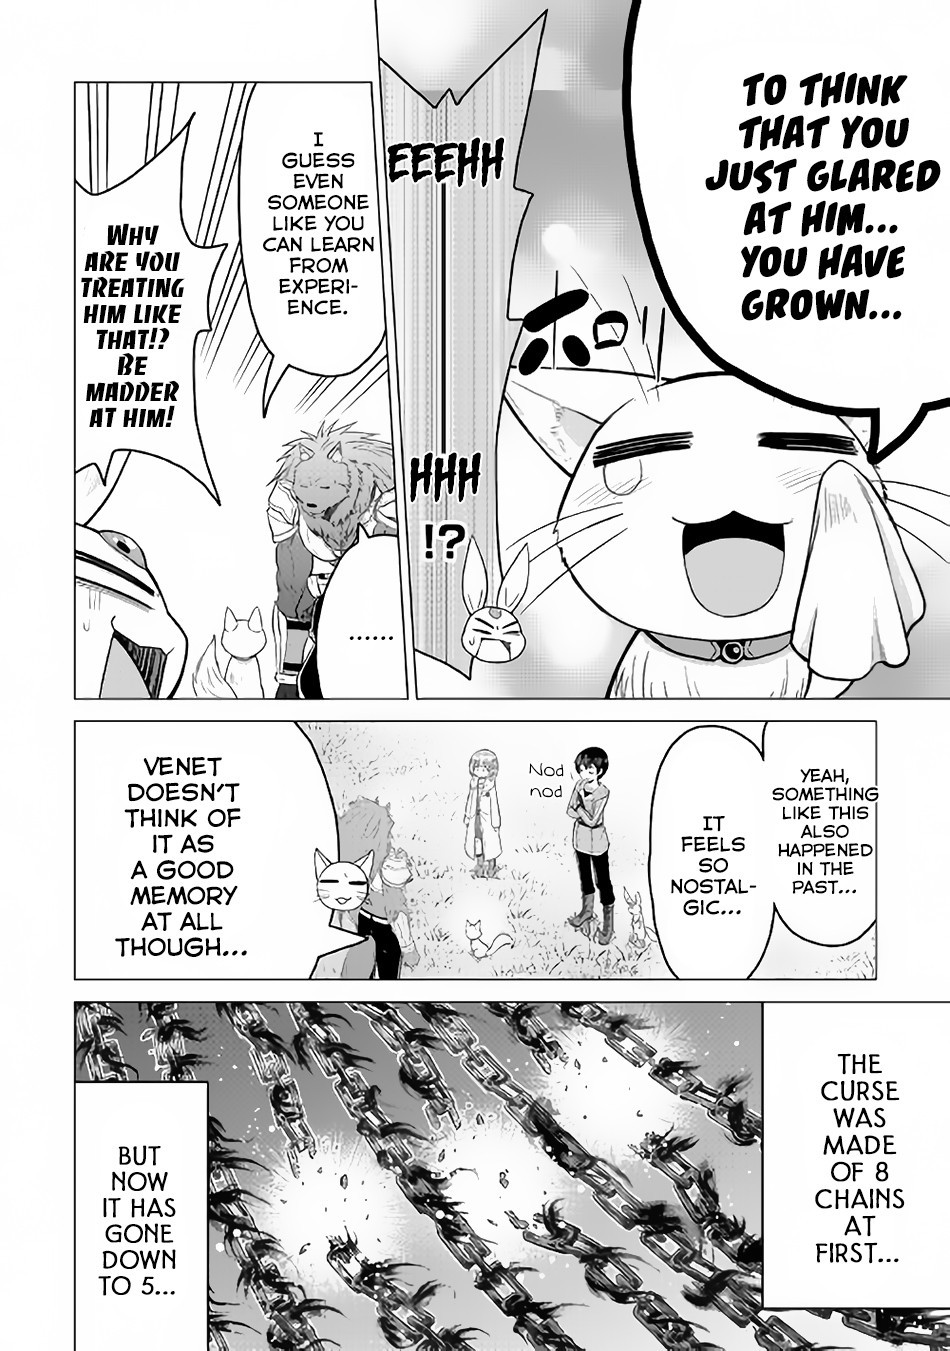 TO THINK
THAT YOU
JUST GLARED
AT HIM...
YOU HAVE
GROWN...
EEEHH
HHH
!?
I
GUESS
EVEN
SOMEONE
LIKE YOU
CAN LEARN
FROM
EXPERI-
ENCE.
WHY
ARE YOU
TREATING
HIM LIKE
THAT!?
BE
MADDER
AT HIM!
......
YEAH,
SOMETHING
LIKE THIS
ALSO
HAPPENED
IN THE
PAST...
IT
FEELS
SO
NOSTAL-
GIC...
Nod
nod
VENET
DOESN'T
THINK OF
IT AS
A GOOD
MEMORY
AT ALL
THOUGH...
THE
CURSE
WAS
MADE
OF 8
CHAINS
AT
FIRST...
BUT
NOW
IT HAS
GONE
DOWN
TO 5...